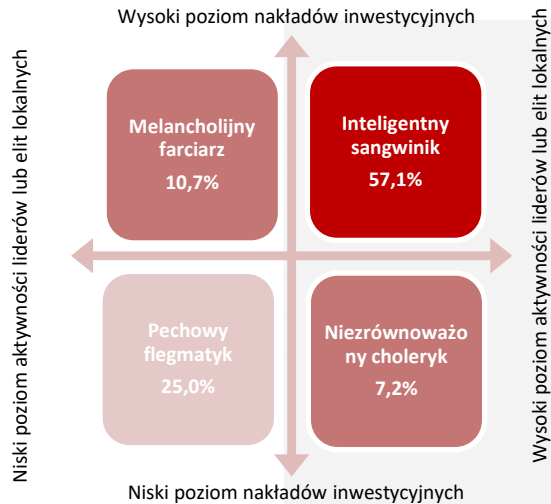 Wysoki poziom nakładów inwestycyjnych
Niski poziom aktywności liderów lub elit lokalnych
Melancholijny
farciarz
10,7%
Inteligentny
sangwinik
57,1%
Pechowy
flegmatyk
25,0%
Niezrównoważo
ny choleryk
7,2%
Wysoki poziom aktywności liderów lub elit lokalnych
Niski poziom nakładów inwestycyjnych